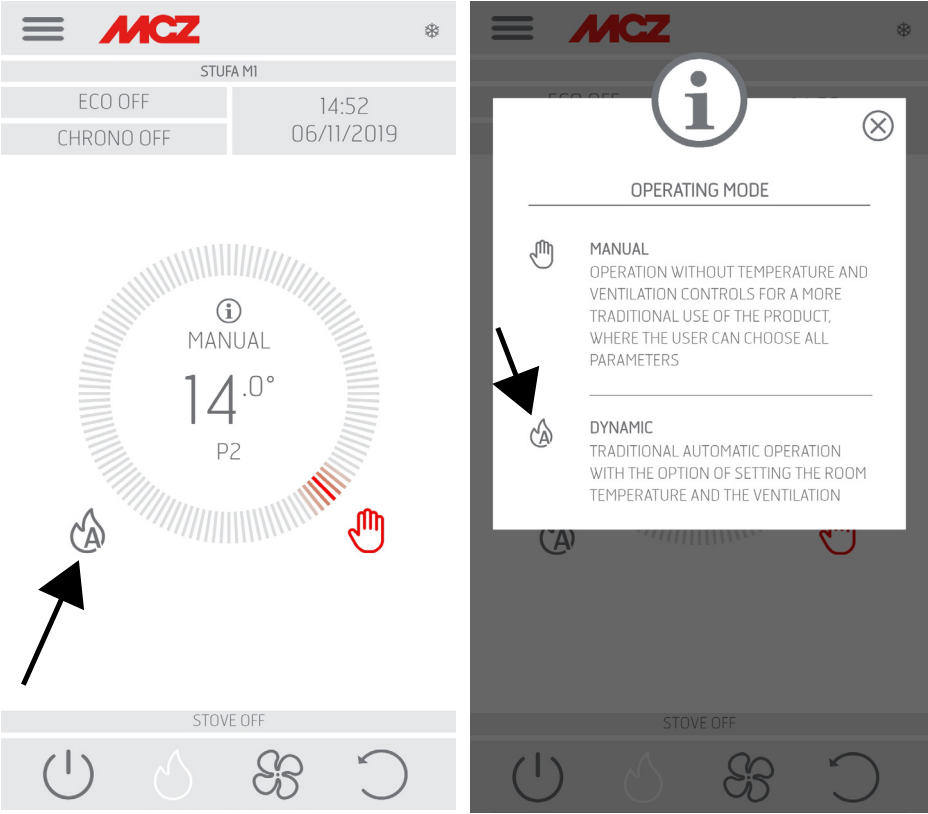 MCZ
STUFA M1
ECO OFF
CHRONO OFF
14:52
06/11/2019
i
MANUAL
14.0°
P2
A
STOVE OFF
MCZ
i
OPERATING MODE
MANUAL
OPERATION WITHOUT TEMPERATURE AND
VENTILATION CONTROLS FOR A MORE
TRADITIONAL USE OF THE PRODUCT,
WHERE THE USER CAN CHOOSE ALL
PARAMETERS
A
DYNAMIC
TRADITIONAL AUTOMATIC OPERATION
WITH THE OPTION OF SETTING THE ROOM
TEMPERATURE AND THE VENTILATION
A
STOVE OFF